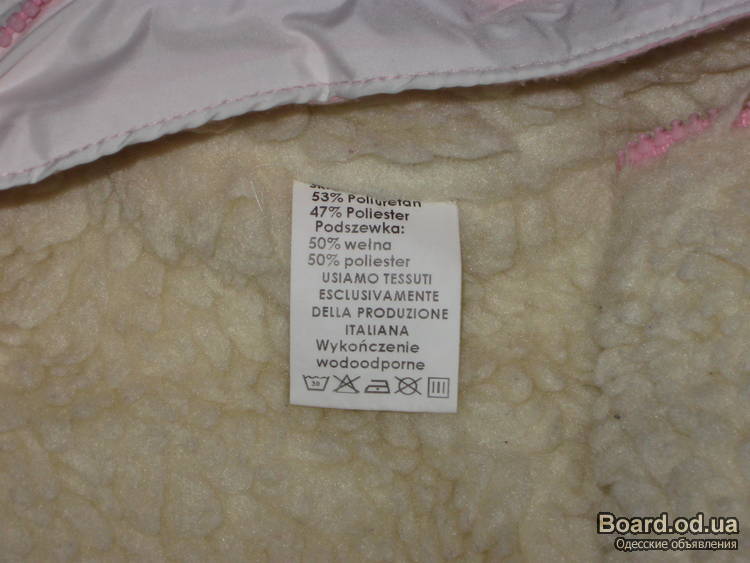 53% Poliuretan
47% Poliester
Podszewka:
50% wełna
50% poliester
USIAMO TESSUTI
ESCLUSIVAMENTE
DELLA PRODUZIONE
ITALIANA
Wykończenie
wodoodporne
30
Board.od.ua
Одесские объявления